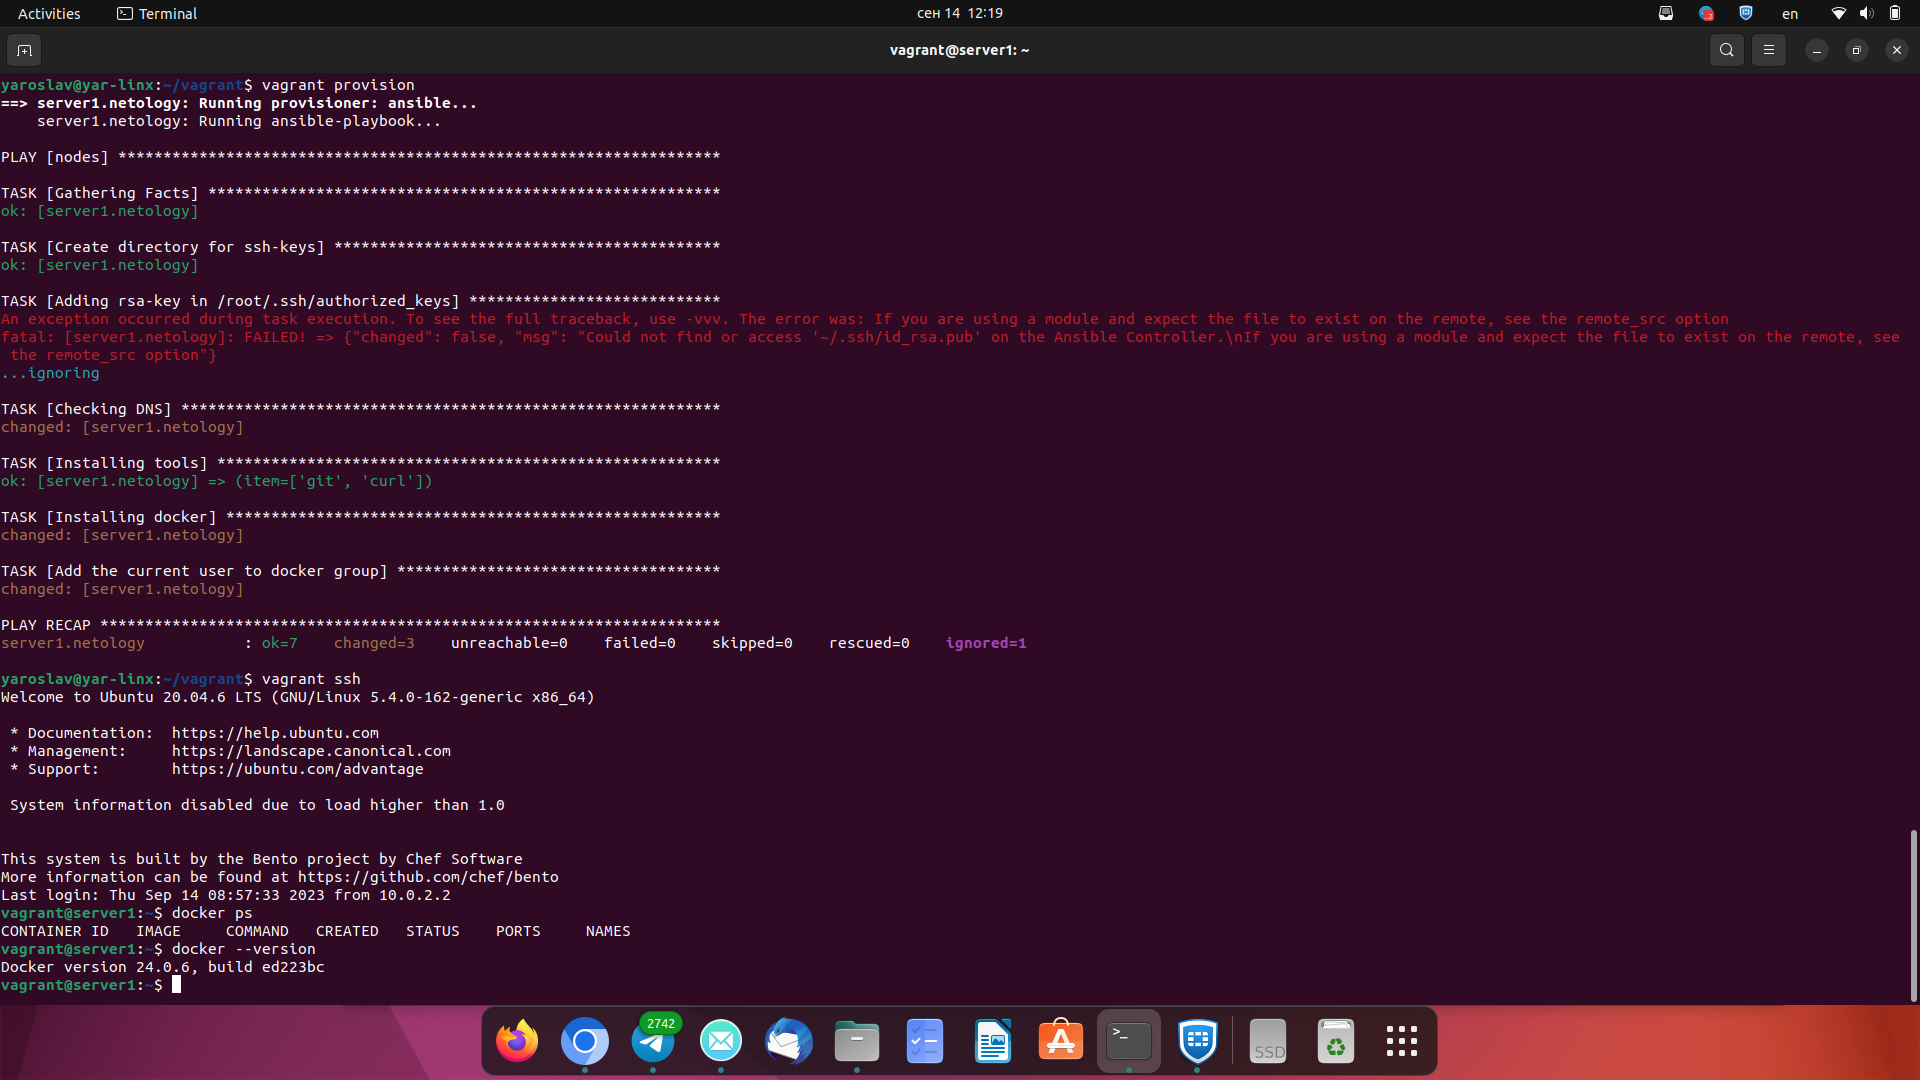 Activities
Terminal
сен 14 12:19
en
vagrant@server1: ~
yaroslav@yar-linx:~/vagrant$ vagrant provision
==> server1.netology: Running provisioner: ansible...
    server1.netology: Running ansible-playbook...
PLAY [nodes] *******************************************************************
TASK [Gathering Facts] *********************************************************
ok: [server1.netology]
TASK [Create directory for ssh-keys] *******************************************
ok: [server1.netology]
TASK [Adding rsa-key in /root/.ssh/authorized_keys] ****************************
An exception occurred during task execution. To see the full traceback, use -vvv. The error was: If you are using a module and expect the file to exist on the remote, see the remote_src option
fatal: [server1.netology]: FAILED! => {"changed": false, "msg": "Could not find or access '~/.ssh/id_rsa.pub' on the Ansible Controller.\nIf you are using a module and expect the file to exist on the remote, see
 the remote_src option"}
...ignoring
TASK [Checking DNS] ************************************************************
changed: [server1.netology]
TASK [Installing tools] ********************************************************
ok: [server1.netology] => (item=['git', 'curl'])
TASK [Installing docker] *******************************************************
changed: [server1.netology]
TASK [Add the current user to docker group] ************************************
changed: [server1.netology]
PLAY RECAP *********************************************************************
server1.netology           : ok=7    changed=3    unreachable=0    failed=0    skipped=0    rescued=0    ignored=1
yaroslav@yar-linx:~/vagrant$ vagrant ssh
Welcome to Ubuntu 20.04.6 LTS (GNU/Linux 5.4.0-162-generic x86_64)
 * Documentation:  https://help.ubuntu.com
 * Management:     https://landscape.canonical.com
 * Support:        https://ubuntu.com/advantage
 System information disabled due to load higher than 1.0
This system is built by the Bento project by Chef Software
More information can be found at https://github.com/chef/bento
Last login: Thu Sep 14 08:57:33 2023 from 10.0.2.2
vagrant@server1:~$ docker ps
CONTAINER ID   IMAGE     COMMAND   CREATED   STATUS    PORTS     NAMES
vagrant@server1:~$ docker --version
Docker version 24.0.6, build ed223bc
vagrant@server1:~$
2742
SSD